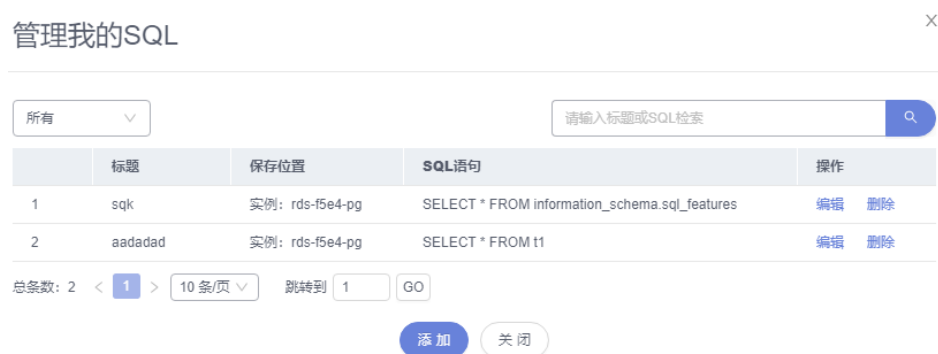 管理我的SQL
所有
请输入标题或SQL检索
标题 保存位置 SQL语句 操作
1 sqk 实例：rds-f5e4-pg SELECT * FROM information_schema.sql_features 编辑 删除
2 aadadad 实例：rds-f5e4-pg SELECT * FROM t1 编辑 删除
总条数：2 < 1 > 10 条/页 跳转到 1 GO
添 加 关 闭